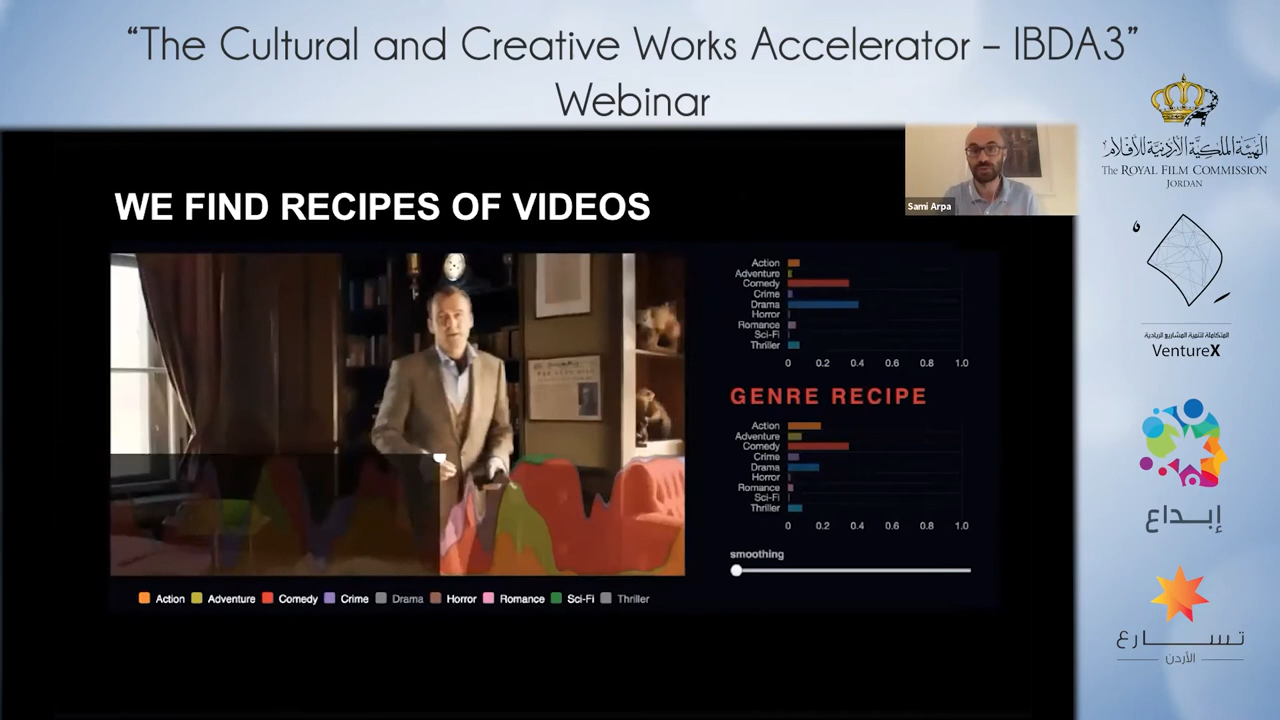 “The Cultural and Creative Works Accelerator – IBDA3”
Webinar
الهيئة الملكية الأردنية للأفلام
The ROYAL FILM COMMISSION
JORDAN
Sami Arpa
WE FIND RECIPES OF VIDEOS
Action
Adventure
Comedy
Crime
Drama
Horror
Romance
Sci-Fi
Thriller
0 0.2 0.4 0.6 0.8 1.0
GENRE RECIPE
Action
Adventure
Comedy
Crime
Drama
Horror
Romance
Sci-Fi
Thriller
0 0.2 0.4 0.6 0.8 1.0
smoothing
Action Adventure Comedy Crime Drama Horror Romance Sci-Fi Thriller
المتكاملة لتنمية المشاريع الريادية
VentureX
إبداع
تسارع
الأردن